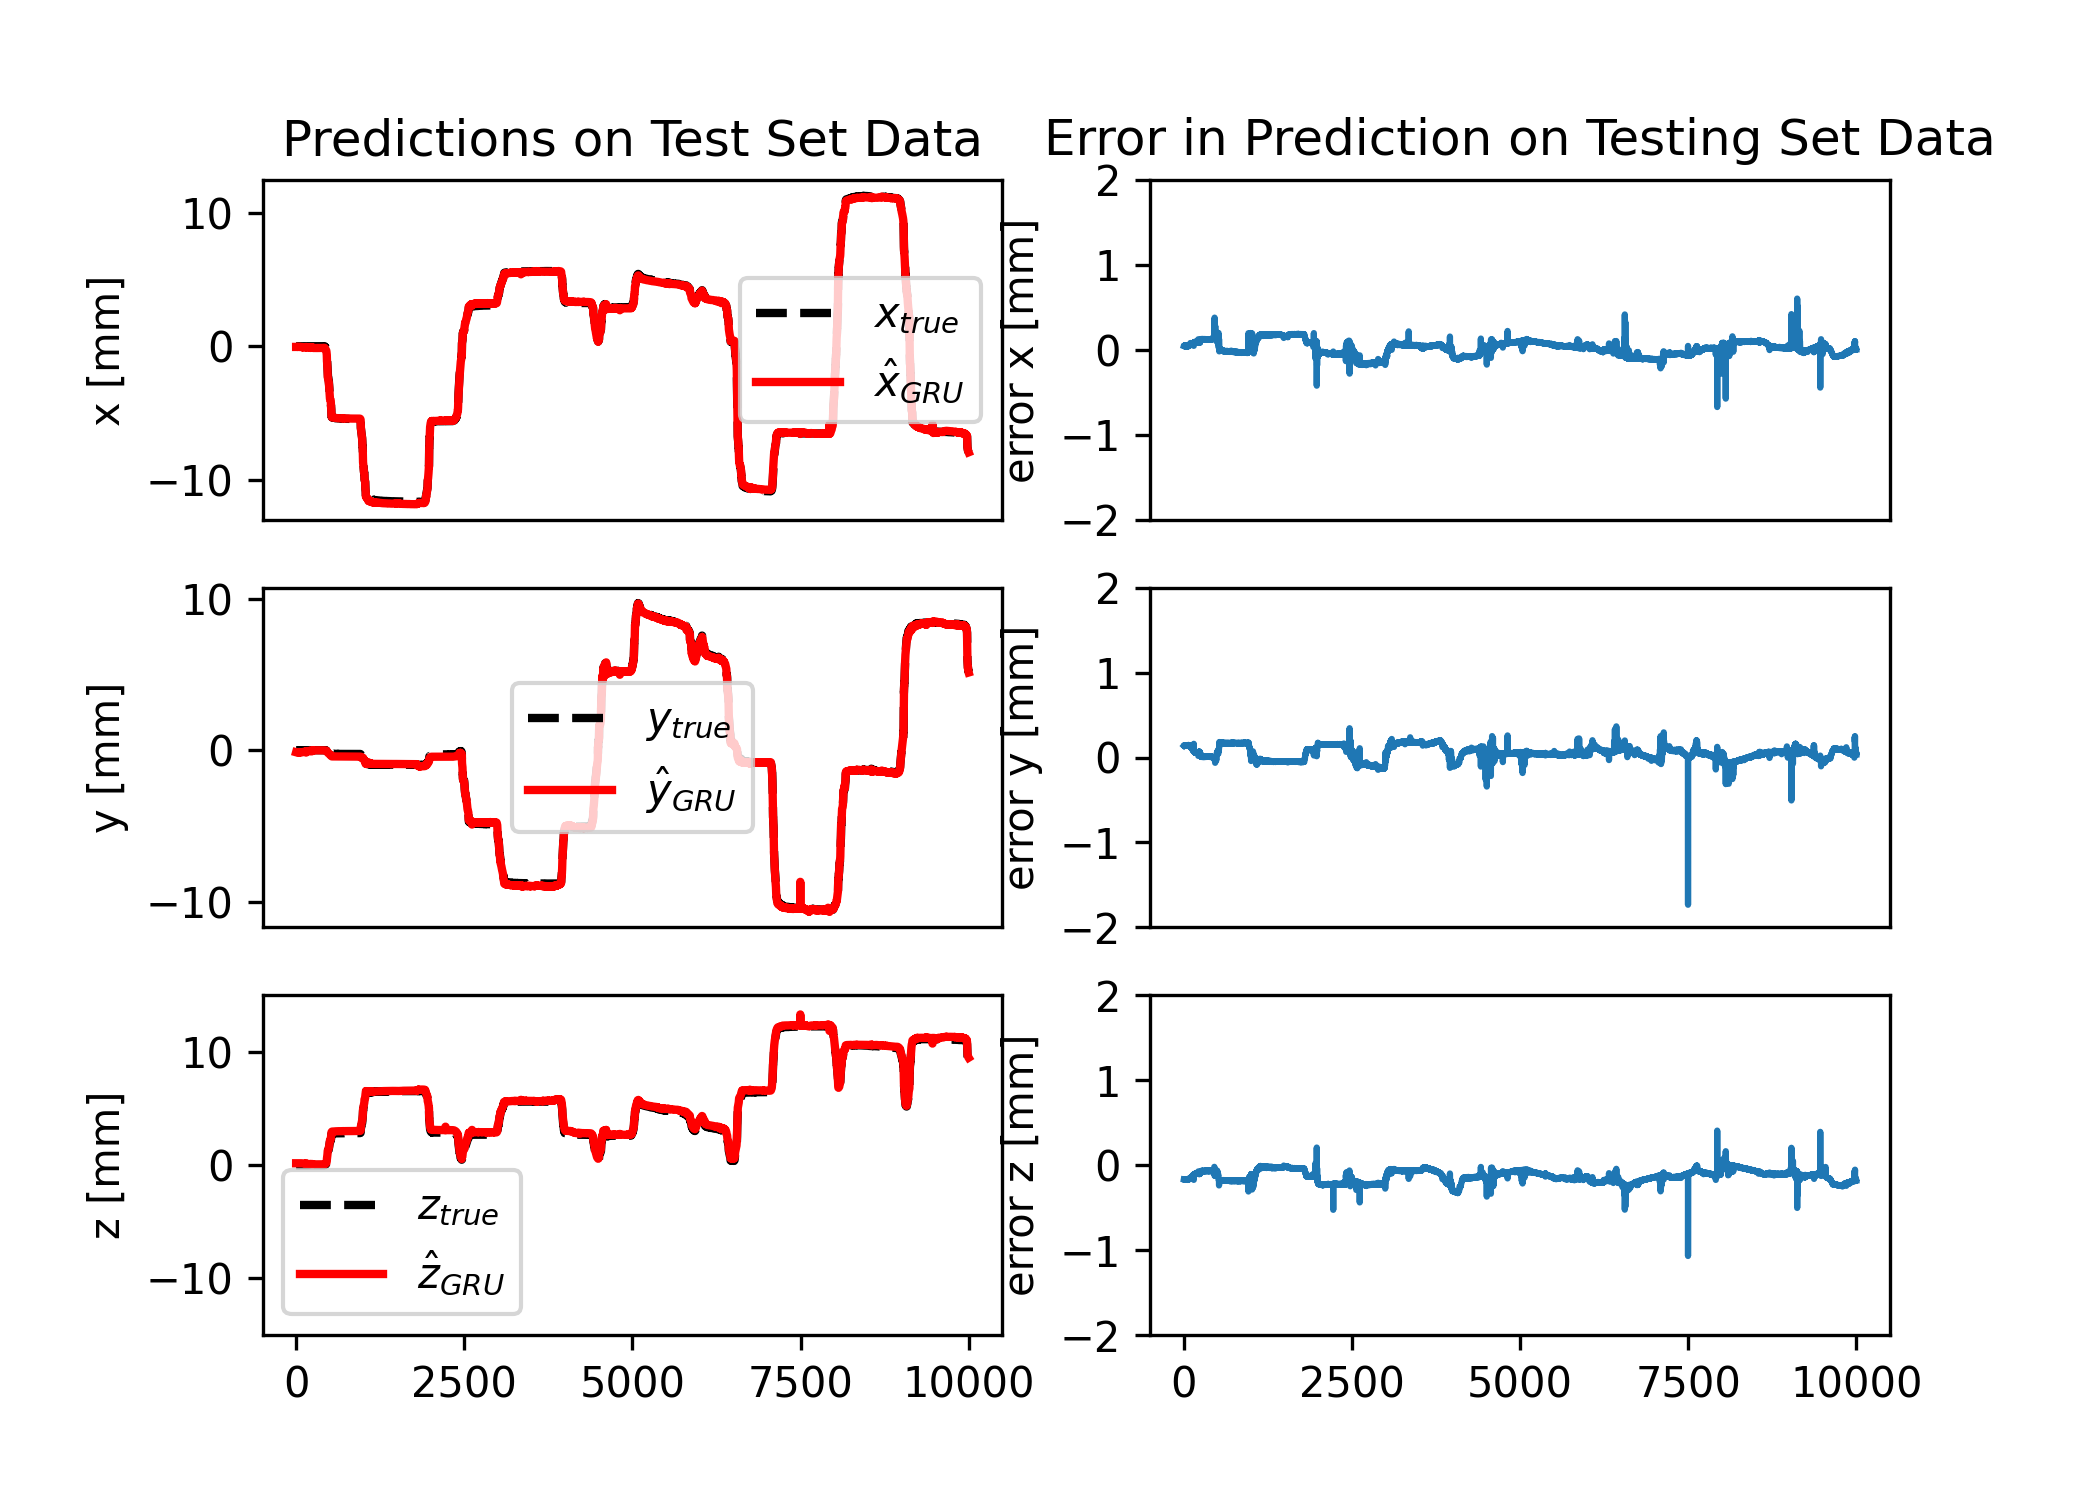 Predictions on Test Set Data
Error in Prediction on Testing Set Data
x [mm]
10
0
−10
x_true
x̂_GRU
error x [mm]
2
1
0
−1
−2
y [mm]
10
0
−10
y_true
ŷ_GRU
error y [mm]
2
1
0
−1
−2
z [mm]
10
0
−10
z_true
ẑ_GRU
error z [mm]
2
1
0
−1
−2
0 2500 5000 7500 10000
0 2500 5000 7500 10000